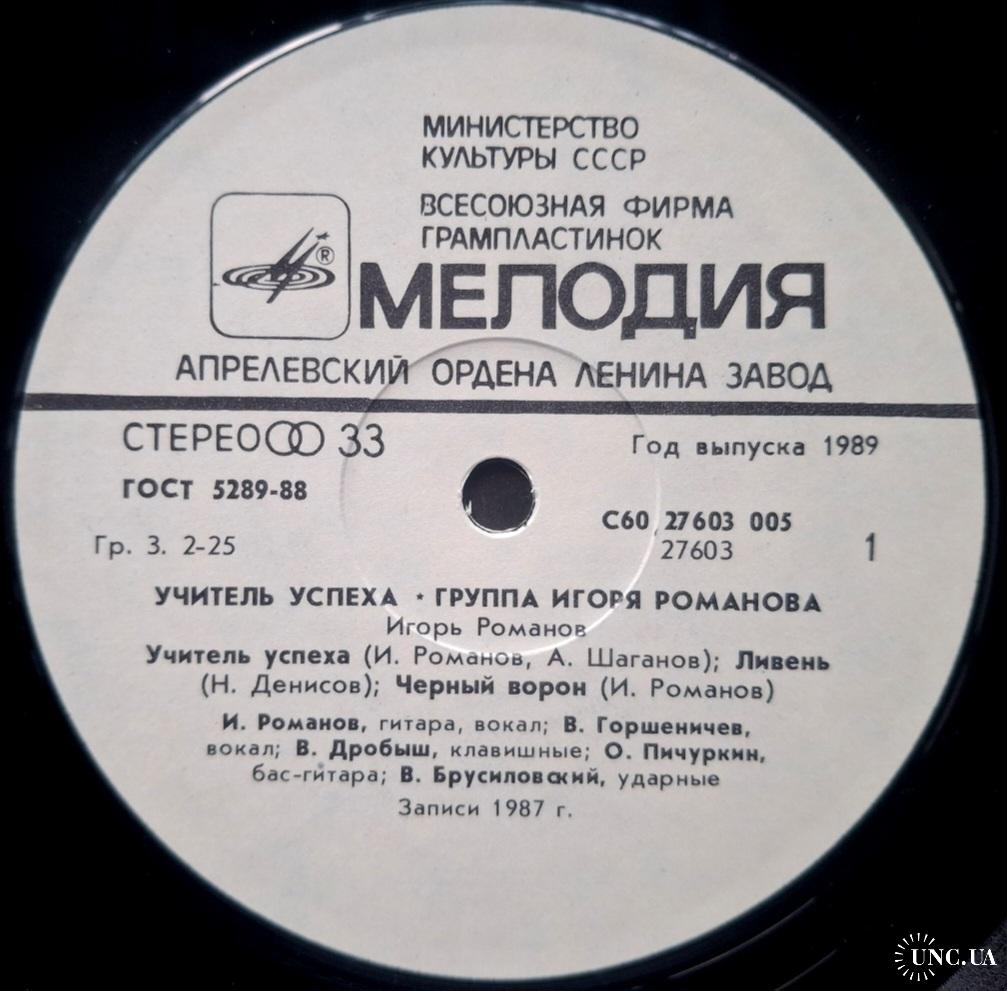 МИНИСТЕРСТВО
КУЛЬТУРЫ СССР
ВСЕСОЮЗНАЯ ФИРМА
ГРАМПЛАСТИНОК
®
МЕЛОДИЯ
АПРЕЛЕВСКИЙ ОРДЕНА ЛЕНИНА ЗАВОД
СТЕРЕО 33
Год выпуска 1989
ГОСТ 5289-88
С60 27603 005
Гр. 3. 2-25
27603
1
УЧИТЕЛЬ УСПЕХА • ГРУППА ИГОРЯ РОМАНОВА
Игорь Романов
Учитель успеха (И. Романов, А. Шаганов); Ливень
(Н. Денисов); Черный ворон (И. Романов)
И. Романов, гитара, вокал; В. Горшеничев,
вокал; В. Дробыш, клавишные; О. Пичуркин,
бас-гитара; В. Брусиловский, ударные
Записи 1987 г.
UNC.UA